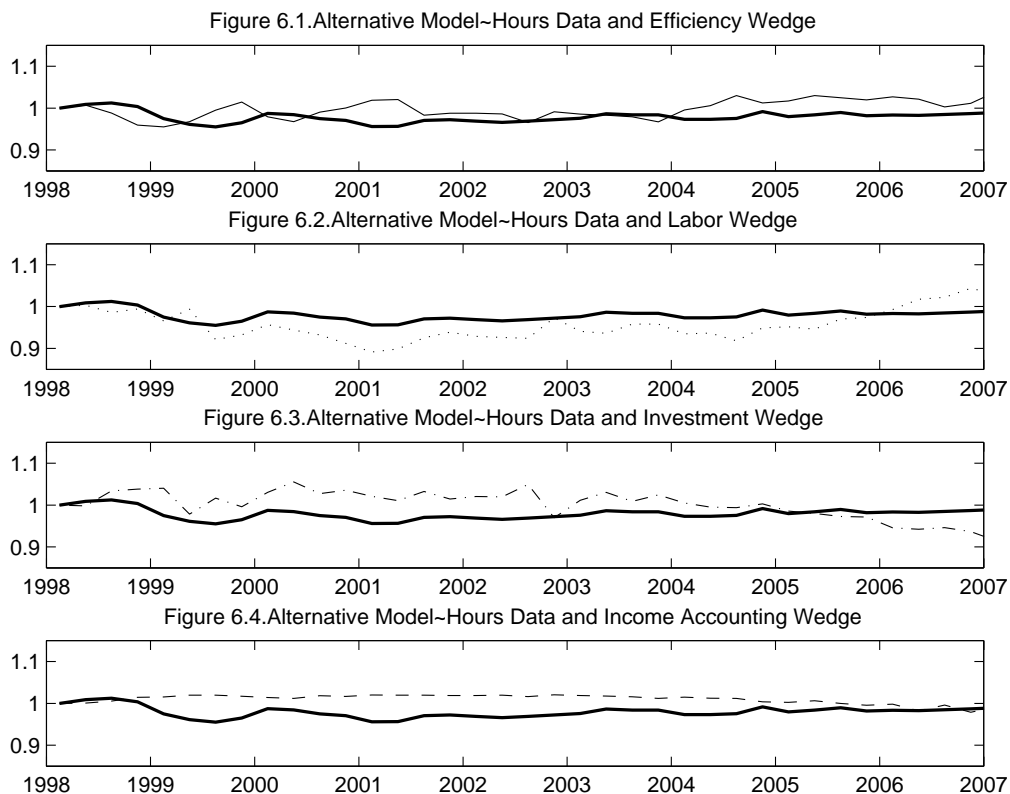 Figure 6.1.Alternative Model~Hours Data and Efficiency Wedge
1.1
1
0.9
1998 1999 2000 2001 2002 2003 2004 2005 2006 2007
Figure 6.2.Alternative Model~Hours Data and Labor Wedge
1.1
1
0.9
1998 1999 2000 2001 2002 2003 2004 2005 2006 2007
Figure 6.3.Alternative Model~Hours Data and Investment Wedge
1.1
1
0.9
1998 1999 2000 2001 2002 2003 2004 2005 2006 2007
Figure 6.4.Alternative Model~Hours Data and Income Accounting Wedge
1.1
1
0.9
1998 1999 2000 2001 2002 2003 2004 2005 2006 2007